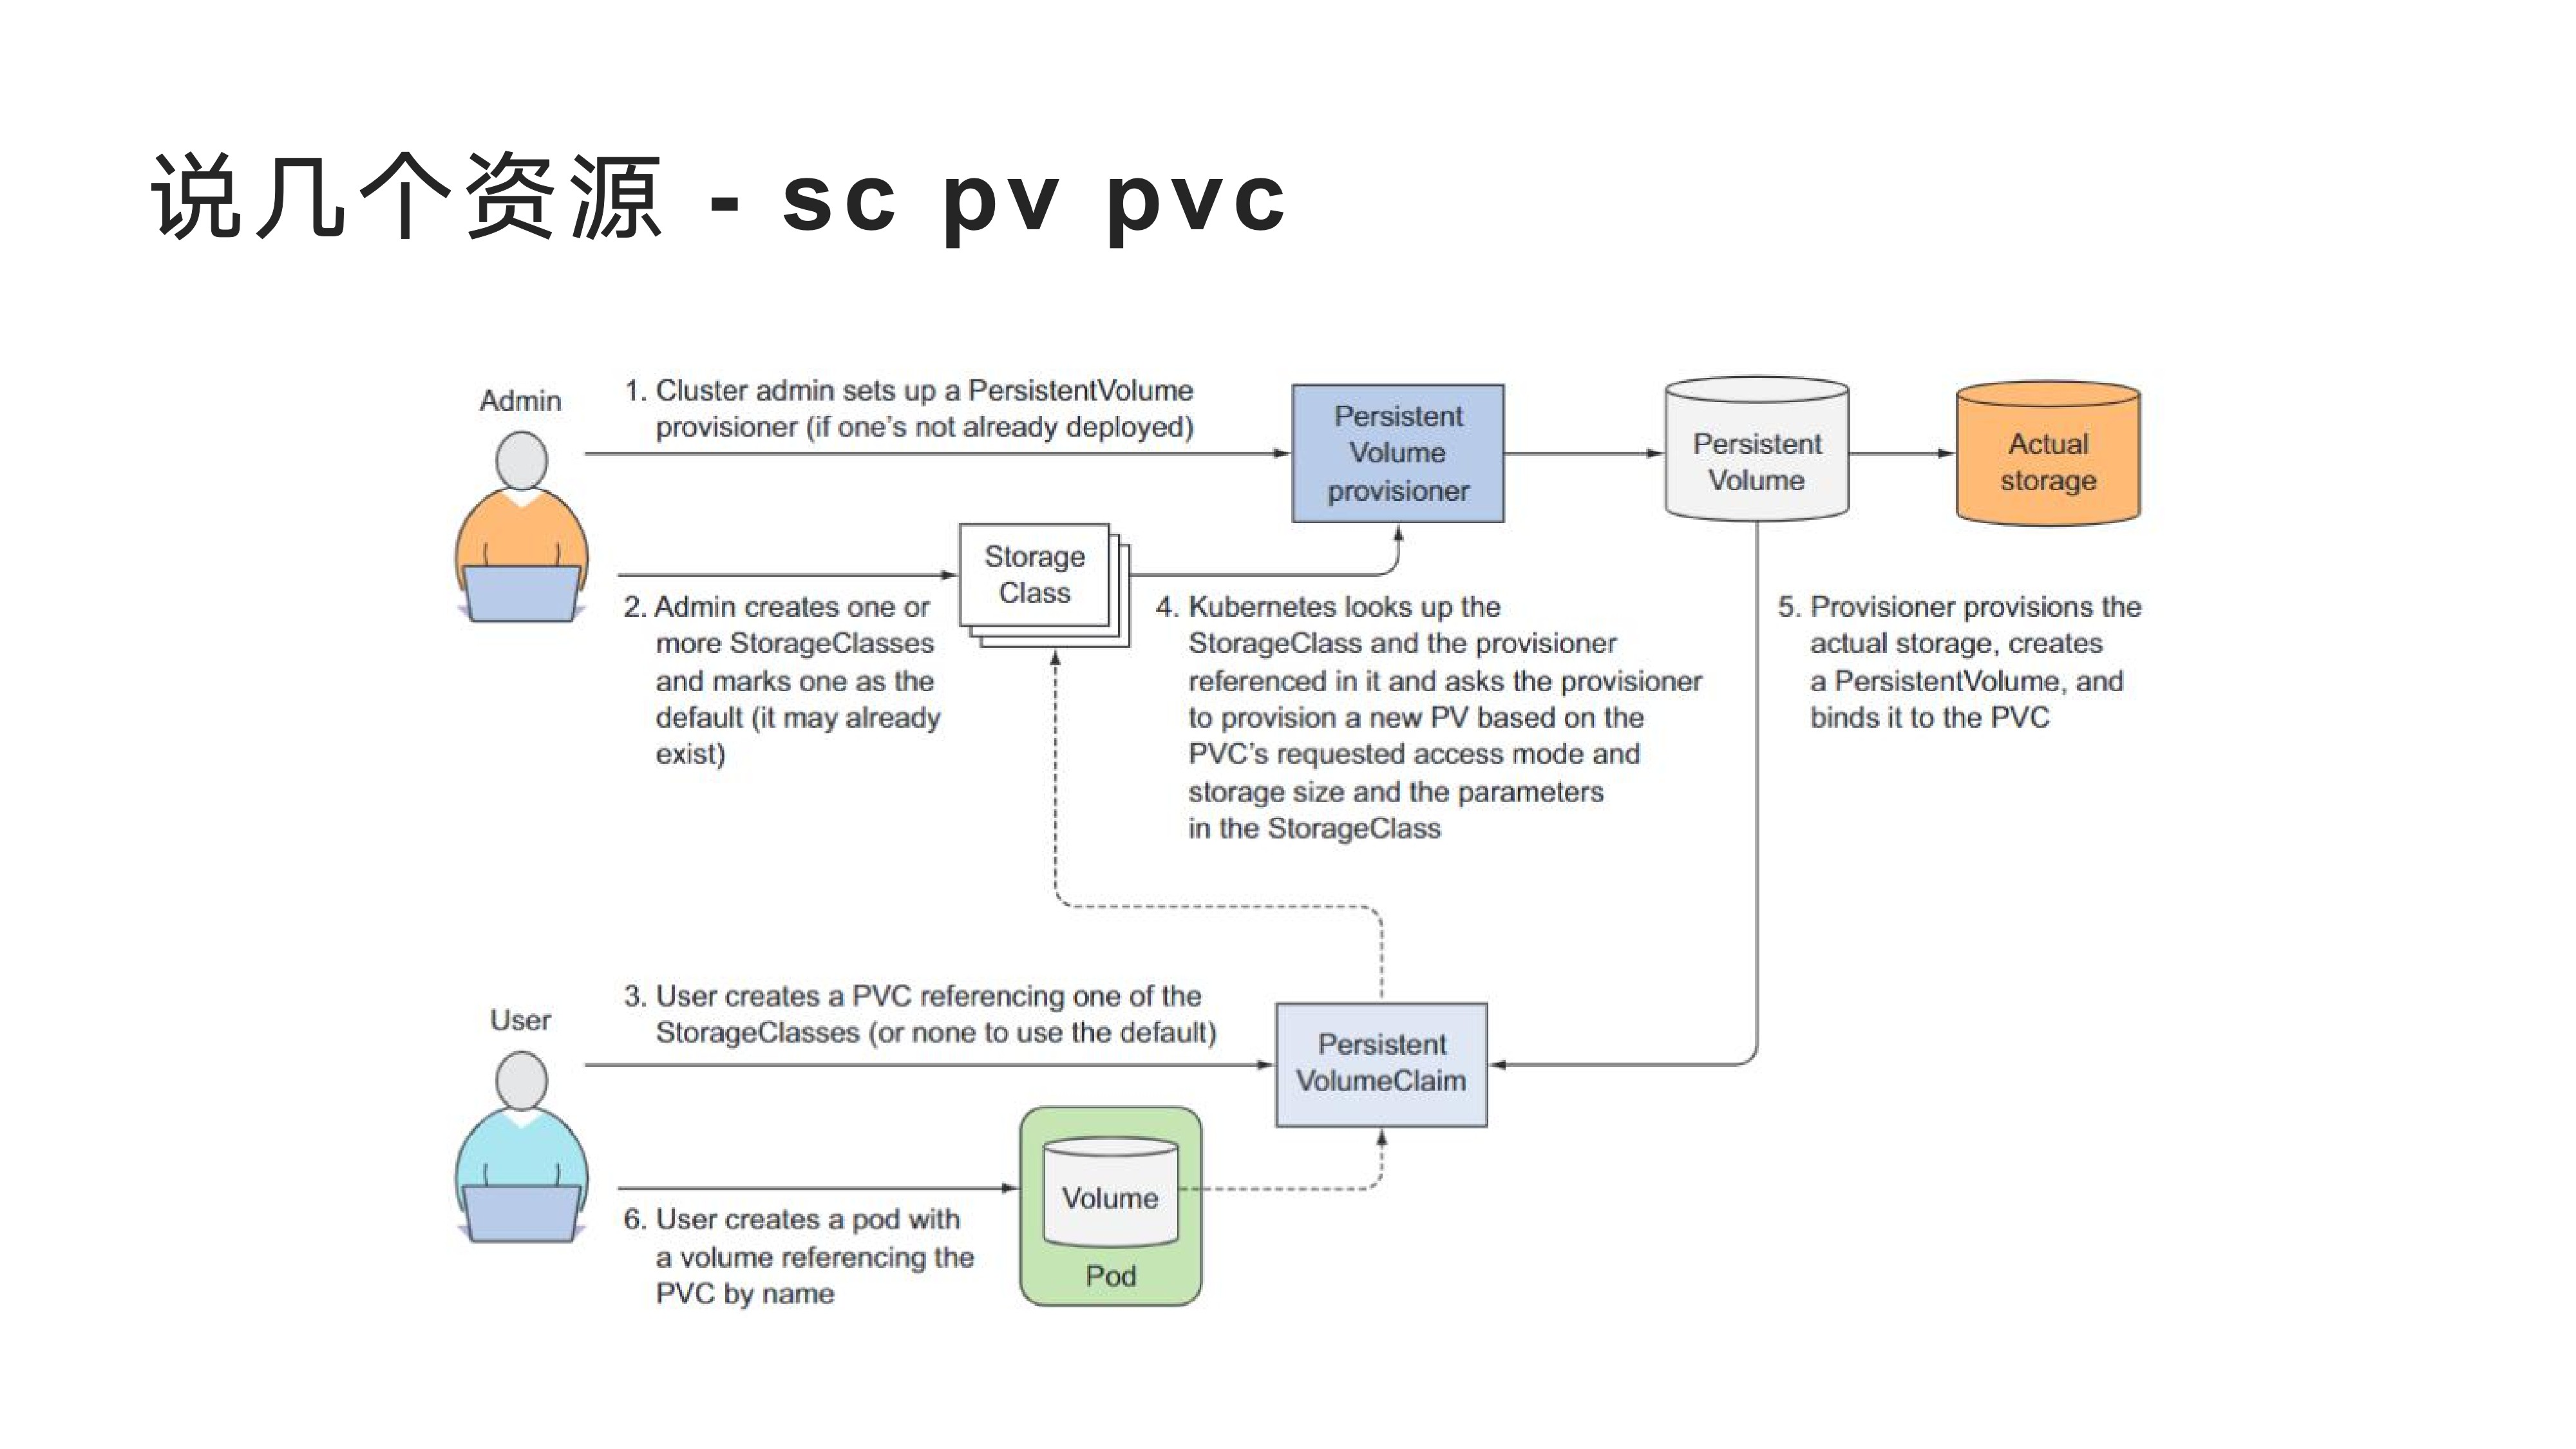 说几个资源 - sc pv pvc
Admin
1. Cluster admin sets up a PersistentVolume
provisioner (if one’s not already deployed)
Persistent
Volume
provisioner
Persistent
Volume
Actual
storage
Storage
Class
2. Admin creates one or
more StorageClasses
and marks one as the
default (it may already
exist)
4. Kubernetes looks up the
StorageClass and the provisioner
referenced in it and asks the provisioner
to provision a new PV based on the
PVC’s requested access mode and
storage size and the parameters
in the StorageClass
5. Provisioner provisions the
actual storage, creates
a PersistentVolume, and
binds it to the PVC
User
3. User creates a PVC referencing one of the
StorageClasses (or none to use the default)
Persistent
VolumeClaim
6. User creates a pod with
a volume referencing the
PVC by name
Volume
Pod